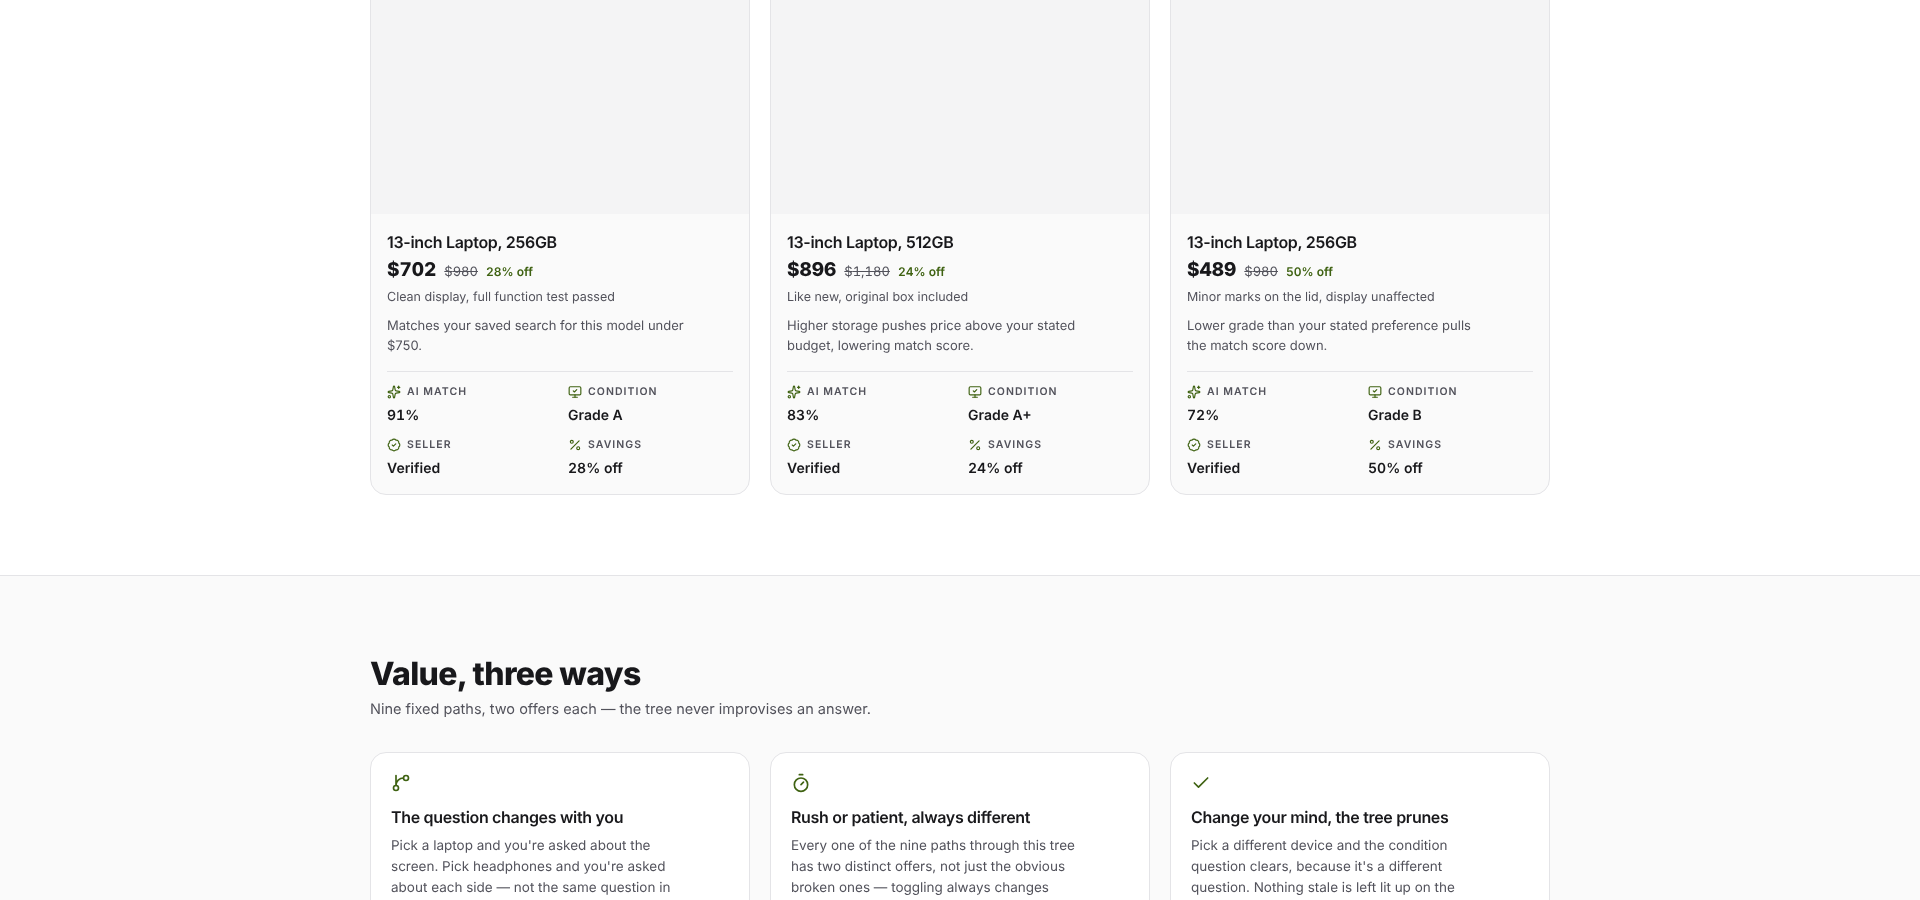 13-inch Laptop, 256GB
$702 $980 28% off
Clean display, full function test passed
Matches your saved search for this model under
$750.
AI MATCH
91%
CONDITION
Grade A
SELLER
Verified
SAVINGS
28% off
13-inch Laptop, 512GB
$896 $1,180 24% off
Like new, original box included
Higher storage pushes price above your stated
budget, lowering match score.
AI MATCH
83%
CONDITION
Grade A+
SELLER
Verified
SAVINGS
24% off
13-inch Laptop, 256GB
$489 $980 50% off
Minor marks on the lid, display unaffected
Lower grade than your stated preference pulls
the match score down.
AI MATCH
72%
CONDITION
Grade B
SELLER
Verified
SAVINGS
50% off
Value, three ways
Nine fixed paths, two offers each — the tree never improvises an answer.
The question changes with you
Pick a laptop and you're asked about the
screen. Pick headphones and you're asked
about each side — not the same question in
Rush or patient, always different
Every one of the nine paths through this tree
has two distinct offers, not just the obvious
broken ones — toggling always changes
Change your mind, the tree prunes
Pick a different device and the condition
question clears, because it's a different
question. Nothing stale is left lit up on the